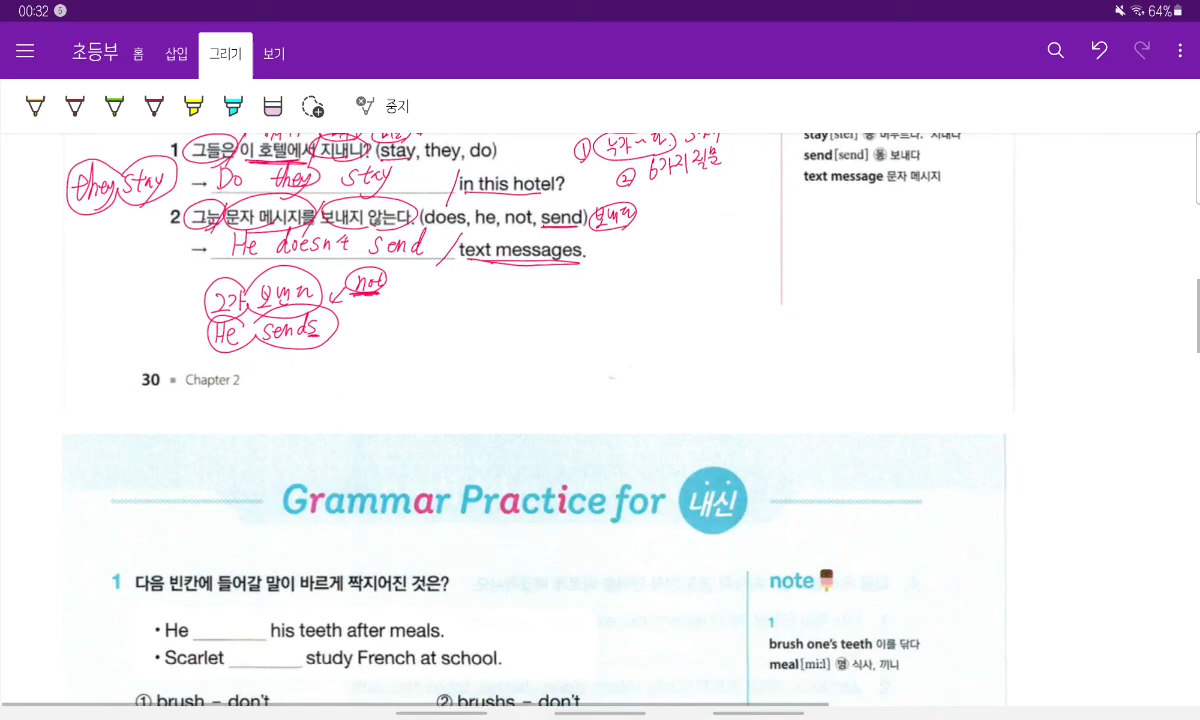 00:32 5 64%
초등부 홈 삽입 그리기 보기
중지
1 그들은 이 호텔에서 지내니? (stay, they, do)
→ Do they stay in this hotel?
they stay
2 그는 문자 메시지를 보내지 않는다. (does, he, not, send) 보낸다
→ He doesn't send text messages.
그가 보낸다 not
He sends
① 누가~다.
② 6가지 질문
stay [stei] 동 머무르다, 지내다
send [send] 동 보내다
text message 문자 메시지
30 ▪ Chapter 2
Grammar Practice for 내신
1 다음 빈칸에 들어갈 말이 바르게 짝지어진 것은?
• He ________ his teeth after meals.
• Scarlet ________ study French at school.
① brush – don't ② brushs – don't
note
1
brush one's teeth 이를 닦다
meal [miːl] 명 식사, 끼니